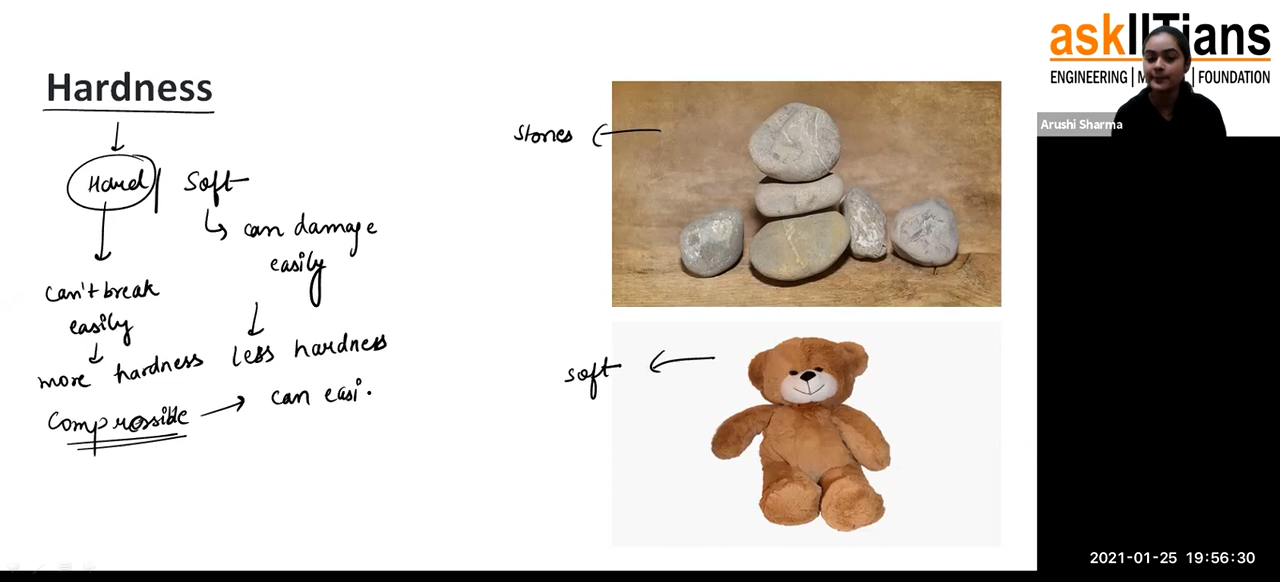 Hardness
Hard | Soft
can damage
easily
can't break
easily
more hardness
less hardness
Compressible
can easi.
stones
soft
askIITians
ENGINEERING | M | FOUNDATION
Arushi Sharma
2021-01-25 19:56:30